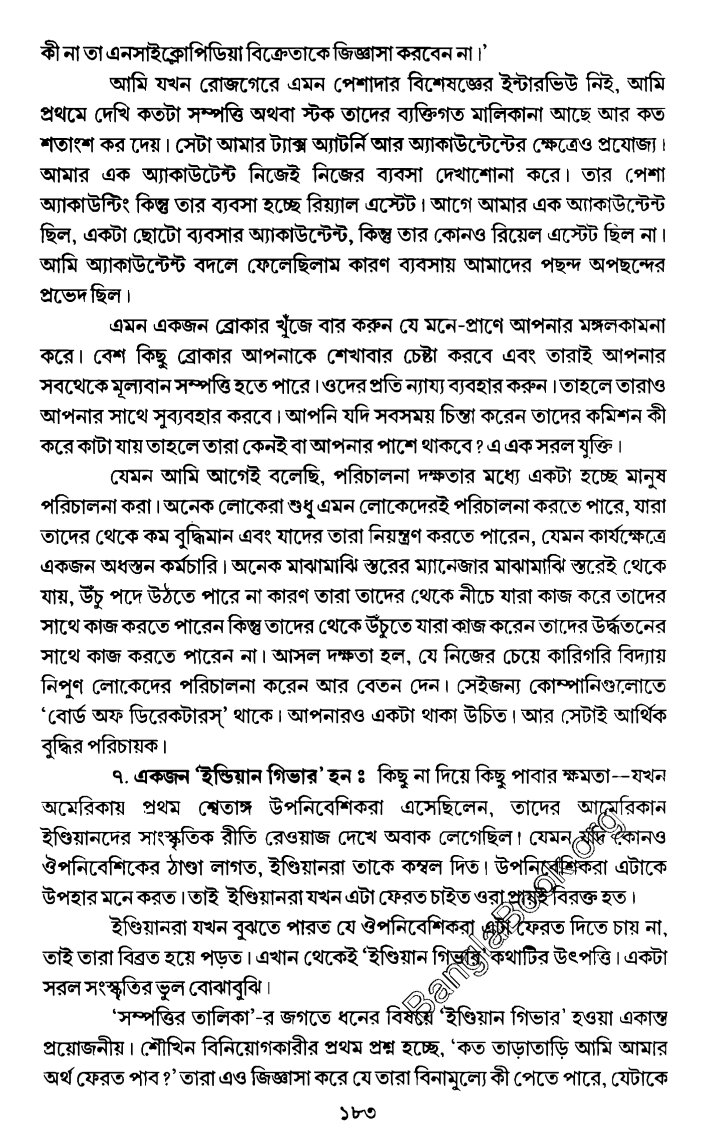 কী না তা এনসাইক্লোপিডিয়া বিক্রেতাকে জিজ্ঞাসা করবেন না।’
আমি যখন রোজগেরে এমন পেশাদার বিশেষজ্ঞের ইন্টারভিউ নিই, আমি
প্রথমে দেখি কতটা সম্পত্তি অথবা স্টক তাদের ব্যক্তিগত মালিকানা আছে আর কত
শতাংশ কর দেয়। সেটা আমার ট্যাক্স অ্যাটর্নি আর অ্যাকাউন্টেন্টের ক্ষেত্রেও প্রযোজ্য।
আমার এক অ্যাকাউটেন্ট নিজেই নিজের ব্যবসা দেখাশোনা করে। তার পেশা
অ্যাকাউন্টিং কিন্তু তার ব্যবসা হচ্ছে রিয়্যাল এস্টেট। আগে আমার এক অ্যাকাউন্টেন্ট
ছিল, একটা ছোটো ব্যবসার অ্যাকাউন্টেন্ট, কিন্তু তার কোনও রিয়েল এস্টেট ছিল না।
আমি অ্যাকাউন্টেন্ট বদলে ফেলেছিলাম কারণ ব্যবসায় আমাদের পছন্দ অপছন্দের
প্রভেদ ছিল।
এমন একজন ব্রোকার খুঁজে বার করুন যে মনে-প্রাণে আপনার মঙ্গলকামনা
করে। বেশ কিছু ব্রোকার আপনাকে শেখাবার চেষ্টা করবে এবং তারাই আপনার
সবথেকে মূল্যবান সম্পত্তি হতে পারে। ওদের প্রতি ন্যায্য ব্যবহার করুন। তাহলে তারাও
আপনার সাথে সুব্যবহার করবে। আপনি যদি সবসময় চিন্তা করেন তাদের কমিশন কী
করে কাটা যায় তাহলে তারা কেনই বা আপনার পাশে থাকবে? এ এক সরল যুক্তি।
যেমন আমি আগেই বলেছি, পরিচালনা দক্ষতার মধ্যে একটা হচ্ছে মানুষ
পরিচালনা করা। অনেক লোকেরা শুধু এমন লোকেদেরই পরিচালনা করতে পারে, যারা
তাদের থেকে কম বুদ্ধিমান এবং যাদের তারা নিয়ন্ত্রণ করতে পারেন, যেমন কার্যক্ষেত্রে
একজন অধস্তন কর্মচারি। অনেক মাঝামাঝি স্তরের ম্যানেজার মাঝামাঝি স্তরেই থেকে
যায়, উঁচু পদে উঠতে পারে না কারণ তারা তাদের থেকে নীচে যারা কাজ করে তাদের
সাথে কাজ করতে পারেন কিন্তু তাদের থেকে উঁচুতে যারা কাজ করেন তাদের উর্দ্ধতনের
সাথে কাজ করতে পারেন না। আসল দক্ষতা হল, যে নিজের চেয়ে কারিগরি বিদ্যায়
নিপুণ লোকেদের পরিচালনা করেন আর বেতন দেন। সেইজন্য কোম্পানিগুলোতে
‘বোর্ড অফ ডিরেকটারস্’ থাকে। আপনারও একটা থাকা উচিত। আর সেটাই আর্থিক
বুদ্ধির পরিচায়ক।
৭. একজন ‘ইন্ডিয়ান গিভার’ হন ঃ কিছু না দিয়ে কিছু পাবার ক্ষমতা--যখন
অমেরিকায় প্রথম শ্বেতাঙ্গ উপনিবেশিকরা এসেছিলেন, তাদের আমেরিকান
ইণ্ডিয়ানদের সাংস্কৃতিক রীতি রেওয়াজ দেখে অবাক লেগেছিল। যেমন যদি কোনও
ঔপনিবেশিকের ঠাণ্ডা লাগত, ইণ্ডিয়ানরা তাকে কম্বল দিত। উপনিবেশিকরা এটাকে
উপহার মনে করত। তাই ইণ্ডিয়ানরা যখন এটা ফেরত চাইত ওরা প্রায়ই বিরক্ত হত।
ইণ্ডিয়ানরা যখন বুঝতে পারত যে ঔপনিবেশিকরা এটা ফেরত দিতে চায় না,
তাই তারা বিব্রত হয়ে পড়ত। এখান থেকেই ‘ইণ্ডিয়ান গিভার’ কথাটির উৎপত্তি। একটা
সরল সংস্কৃতির ভুল বোঝাবুঝি।
‘সম্পত্তির তালিকা’-র জগতে ধনের বিষয়ে ‘ইণ্ডিয়ান গিভার’ হওয়া একান্ত
প্রয়োজনীয়। শৌখিন বিনিয়োগকারীর প্রথম প্রশ্ন হচ্ছে, ‘কত তাড়াতাড়ি আমি আমার
অর্থ ফেরত পাব?’ তারা এও জিজ্ঞাসা করে যে তারা বিনামূল্যে কী পেতে পারে, যেটাকে
১৮৩
BanglaBook.org